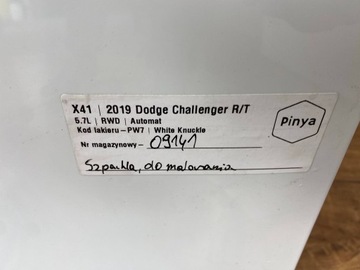 X41 | 2019 Dodge Challenger R/T
5.7L | RWD | Automat
Kod lakieru – PW7 | White Knuckle
Nr magazynowy - 09141
Szpachla, do malowania
Pinya